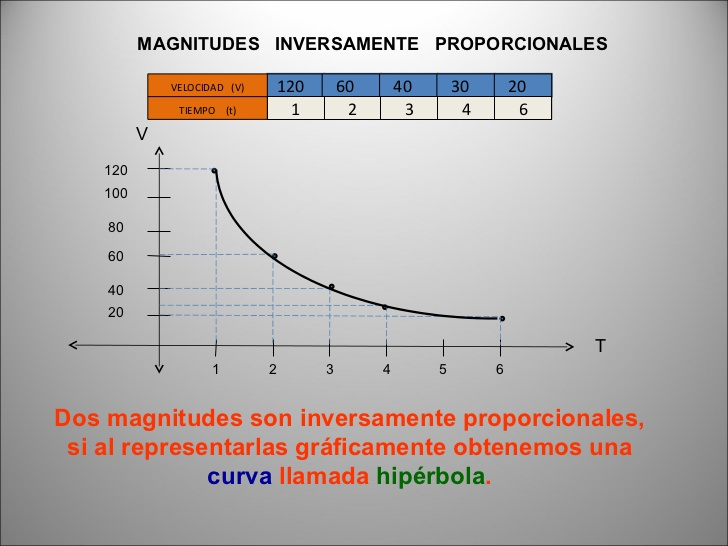 MAGNITUDES INVERSAMENTE PROPORCIONALES
VELOCIDAD (V) 120 60 40 30 20
TIEMPO (t) 1 2 3 4 6
V
120
100
80
60
40
20
T
1 2 3 4 5 6
Dos magnitudes son inversamente proporcionales,
si al representarlas gráficamente obtenemos una
curva llamada hipérbola.